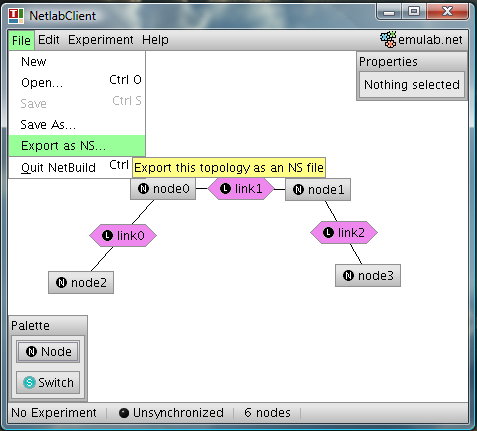 NetlabClient
File Edit Experiment Help
emulab.net
New
Open... Ctrl O
Save Ctrl S
Save As...
Export as NS...
Quit NetBuild Ctrl
Export this topology as an NS file
Properties
Nothing selected
N node0
L link1
N node1
L link0
L link2
N node2
N node3
Palette
N Node
S Switch
No Experiment Unsynchronized 6 nodes